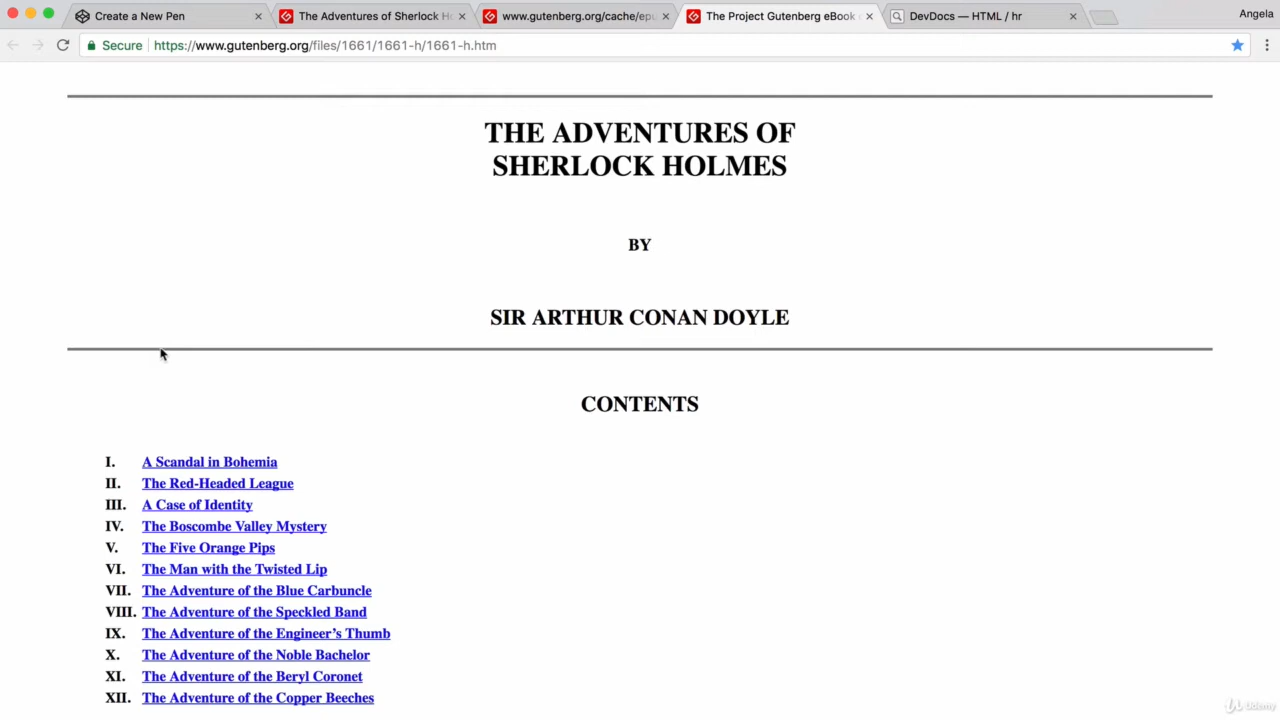 Create a New Pen
The Adventures of Sherlock H
www.gutenberg.org/cache/epu
The Project Gutenberg eBook
DevDocs — HTML / hr
Angela
Secure
https://www.gutenberg.org/files/1661/1661-h/1661-h.htm
THE ADVENTURES OF
SHERLOCK HOLMES
BY
SIR ARTHUR CONAN DOYLE
CONTENTS
I. A Scandal in Bohemia
II. The Red-Headed League
III. A Case of Identity
IV. The Boscombe Valley Mystery
V. The Five Orange Pips
VI. The Man with the Twisted Lip
VII. The Adventure of the Blue Carbuncle
VIII. The Adventure of the Speckled Band
IX. The Adventure of the Engineer’s Thumb
X. The Adventure of the Noble Bachelor
XI. The Adventure of the Beryl Coronet
XII. The Adventure of the Copper Beeches
Udemy